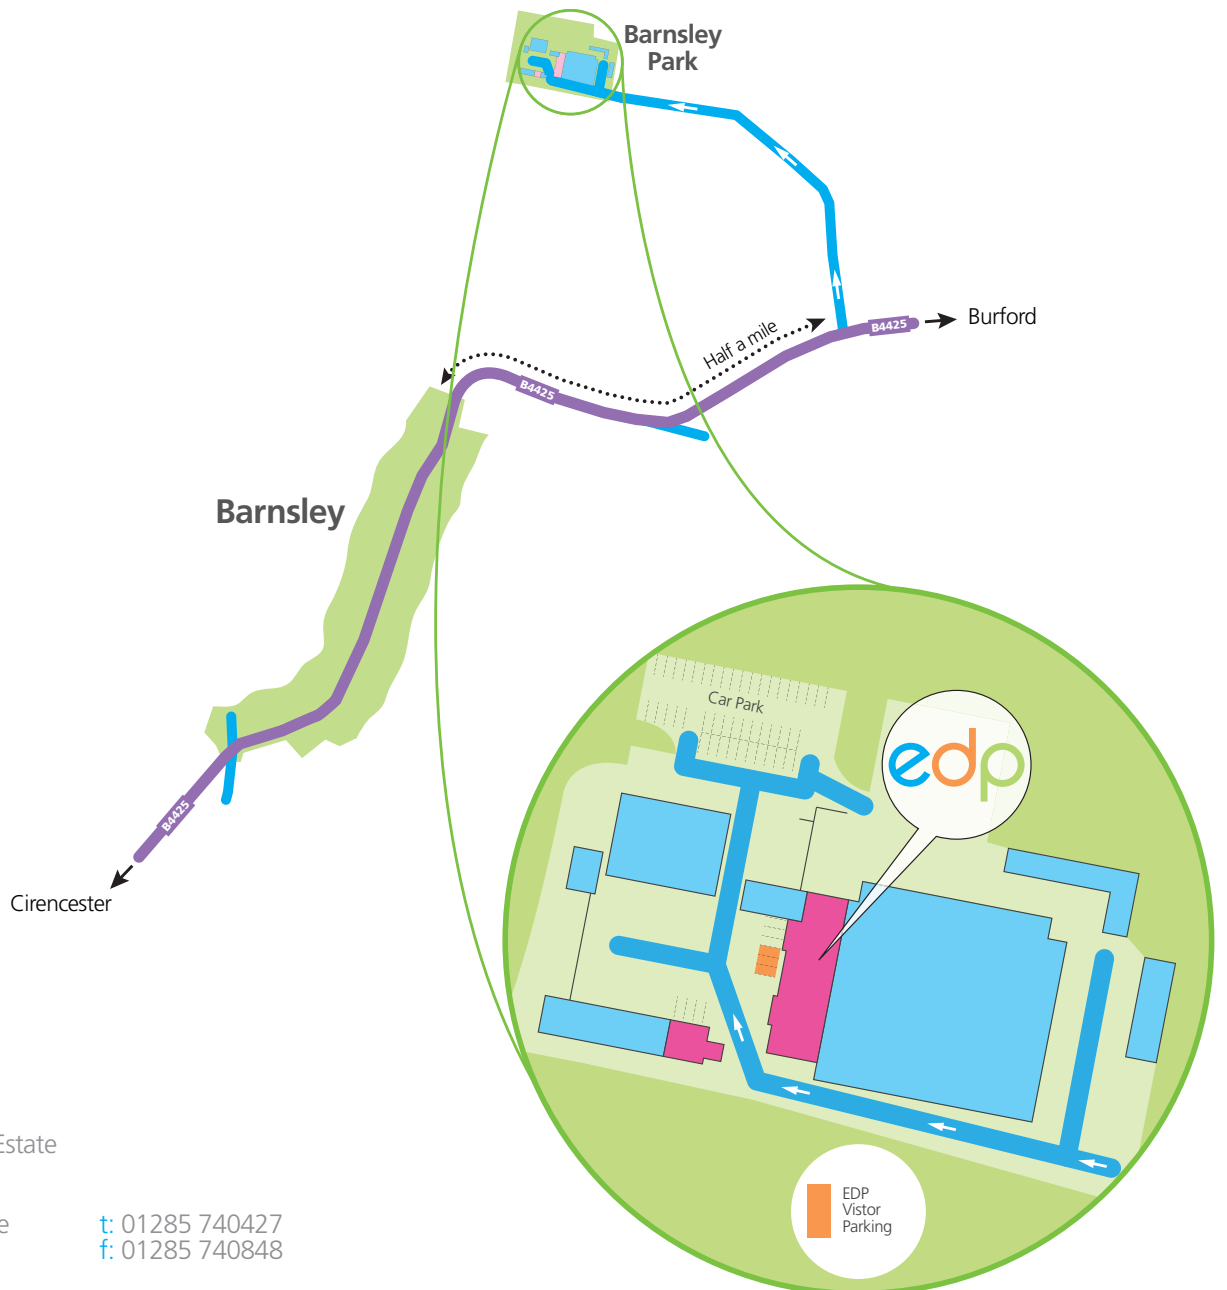 Barnsley
Park
Burford
B4425
Half a mile
B4425
Barnsley
Car Park
edp
B4425
Cirencester
Estate
e
t: 01285 740427
f: 01285 740848
EDP
Vistor
Parking